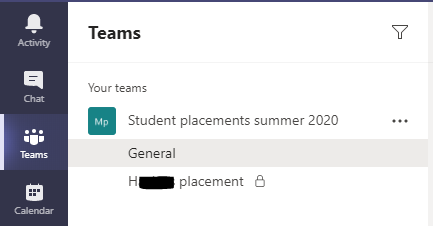 Activity
Chat
Teams
Calendar
Teams
Your teams
Mp Student placements summer 2020
General
placement